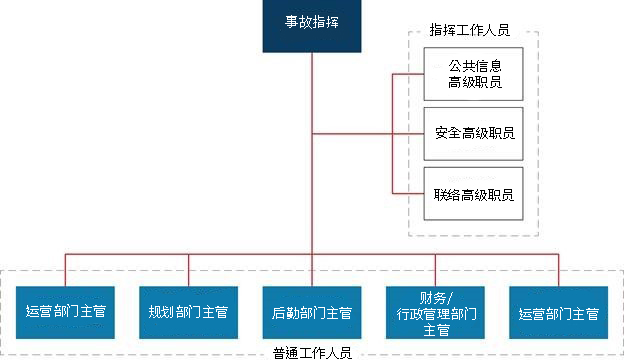 事故指挥
指挥工作人员
公共信息
高级职员
安全高级职员
联络高级职员
运营部门主管
规划部门主管
后勤部门主管
财务/
行政管理部门
主管
运营部门主管
普通工作人员